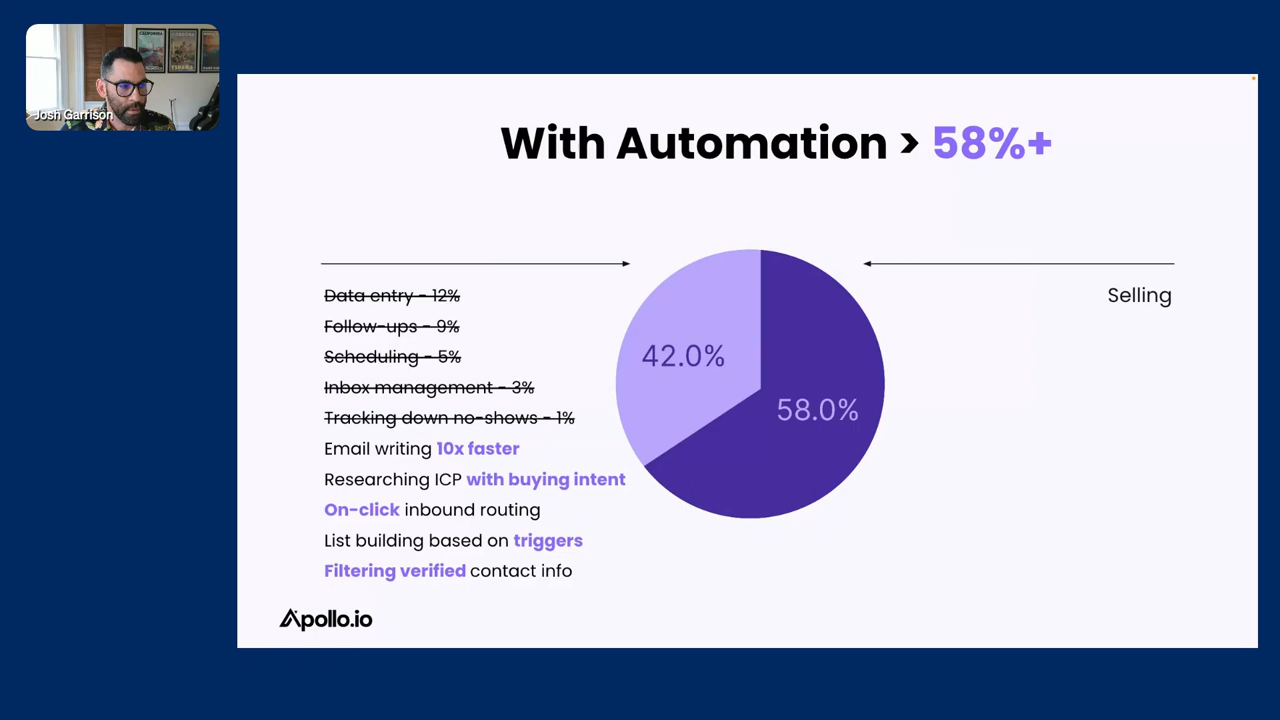 Josh Garrison
With Automation > 58%+
Data entry - 12%
Follow-ups - 9%
Scheduling - 5%
Inbox management - 3%
Tracking down no-shows - 1%
Email writing 10x faster
Researching ICP with buying intent
On-click inbound routing
List building based on triggers
Filtering verified contact info
42.0%
58.0%
Selling
Apollo.io